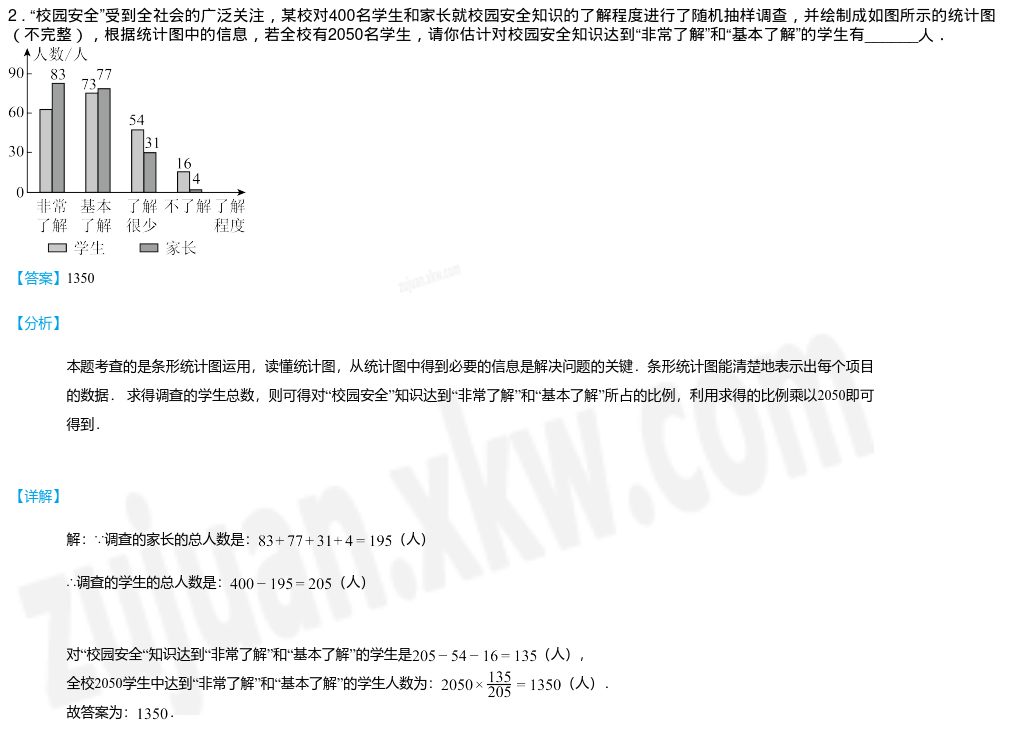 2．“校园安全”受到全社会的广泛关注，某校对400名学生和家长就校园安全知识的了解程度进行了随机抽样调查，并绘制成如图所示的统计图
（不完整），根据统计图中的信息，若全校有2050名学生，请你估计对校园安全知识达到“非常了解”和“基本了解”的学生有______人．
人数/人
90
83
73
77
60
54
31
30
16
4
0
非常 基本 了解 不了解 了解
了解 了解 很少 程度
学生 家长
【答案】1350
zujuan.xkw.com
【分析】
本题考查的是条形统计图运用，读懂统计图，从统计图中得到必要的信息是解决问题的关键．条形统计图能清楚地表示出每个项目
的数据． 求得调查的学生总数，则可得对“校园安全”知识达到“非常了解”和“基本了解”所占的比例，利用求得的比例乘以2050即可
得到．
【详解】
解：∵调查的家长的总人数是：83+77+31+4=195（人）
∴调查的学生的总人数是：400−195=205（人）
对“校园安全“知识达到“非常了解”和“基本了解”的学生是205−54−16=135（人），
全校2050学生中达到“非常了解”和“基本了解”的学生人数为：2050×135/205=1350（人）．
故答案为：1350．
zujuan.xkw.com